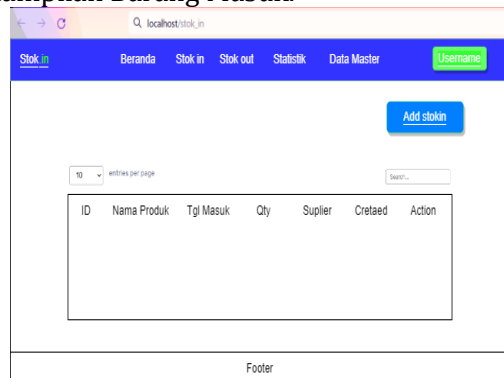 ampilan Barang Masuk.
localhost/stok_in
Stok.in Beranda Stok in Stok out Statistik Data Master Username
Add stokin
10 entries per page Search...
ID Nama Produk Tgl Masuk Qty Suplier Cretaed Action
Footer